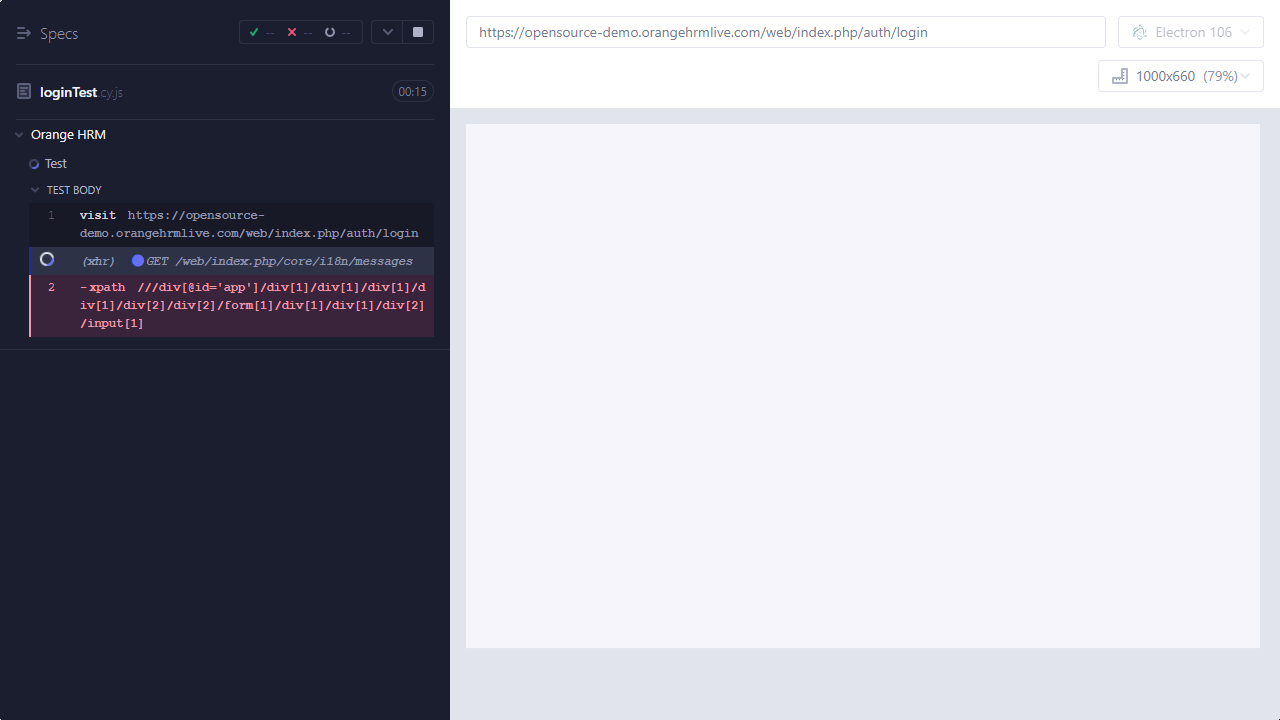 Specs
--
--
--
loginTest.cy.js
00:15
Orange HRM
Test
TEST BODY
1 visit https://opensource-
demo.orangehrmlive.com/web/index.php/auth/login
(xhr) GET /web/index.php/core/i18n/messages
2 -xpath ///div[@id='app']/div[1]/div[1]/div[1]/d
iv[1]/div[2]/div[2]/form[1]/div[1]/div[1]/div[2]
/input[1]
https://opensource-demo.orangehrmlive.com/web/index.php/auth/login
Electron 106
1000x660 (79%)